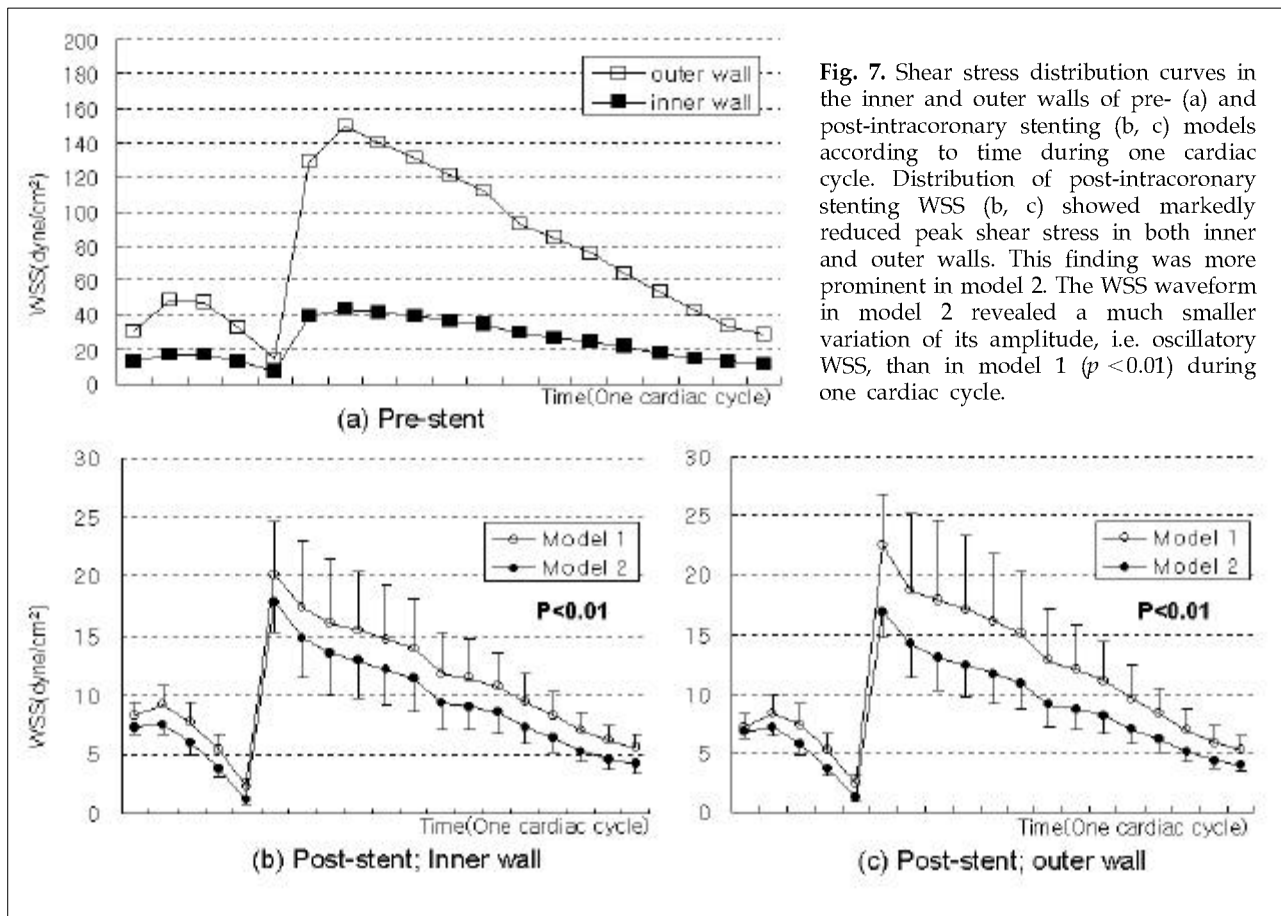 200
180
160
140
120
100
80
60
40
20
0
WSS(dyne/cm²)
outer wall
inner wall
Time(One cardiac cycle)
(a) Pre-stent
Fig. 7. Shear stress distribution curves in
the inner and outer walls of pre- (a) and
post-intracoronary stenting (b, c) models
according to time during one cardiac
cycle. Distribution of post-intracoronary
stenting WSS (b, c) showed markedly
reduced peak shear stress in both inner
and outer walls. This finding was more
prominent in model 2. The WSS waveform
in model 2 revealed a much smaller
variation of its amplitude, i.e. oscillatory
WSS, than in model 1 (p <0.01) during
one cardiac cycle.
30
25
20
15
10
5
0
WSS(dyne/cm²)
Model 1
Model 2
P<0.01
Time(One cardiac cycle)
(b) Post-stent; Inner wall
30
25
20
15
10
5
0
Model 1
Model 2
P<0.01
Time(One cardiac cycle)
(c) Post-stent; outer wall